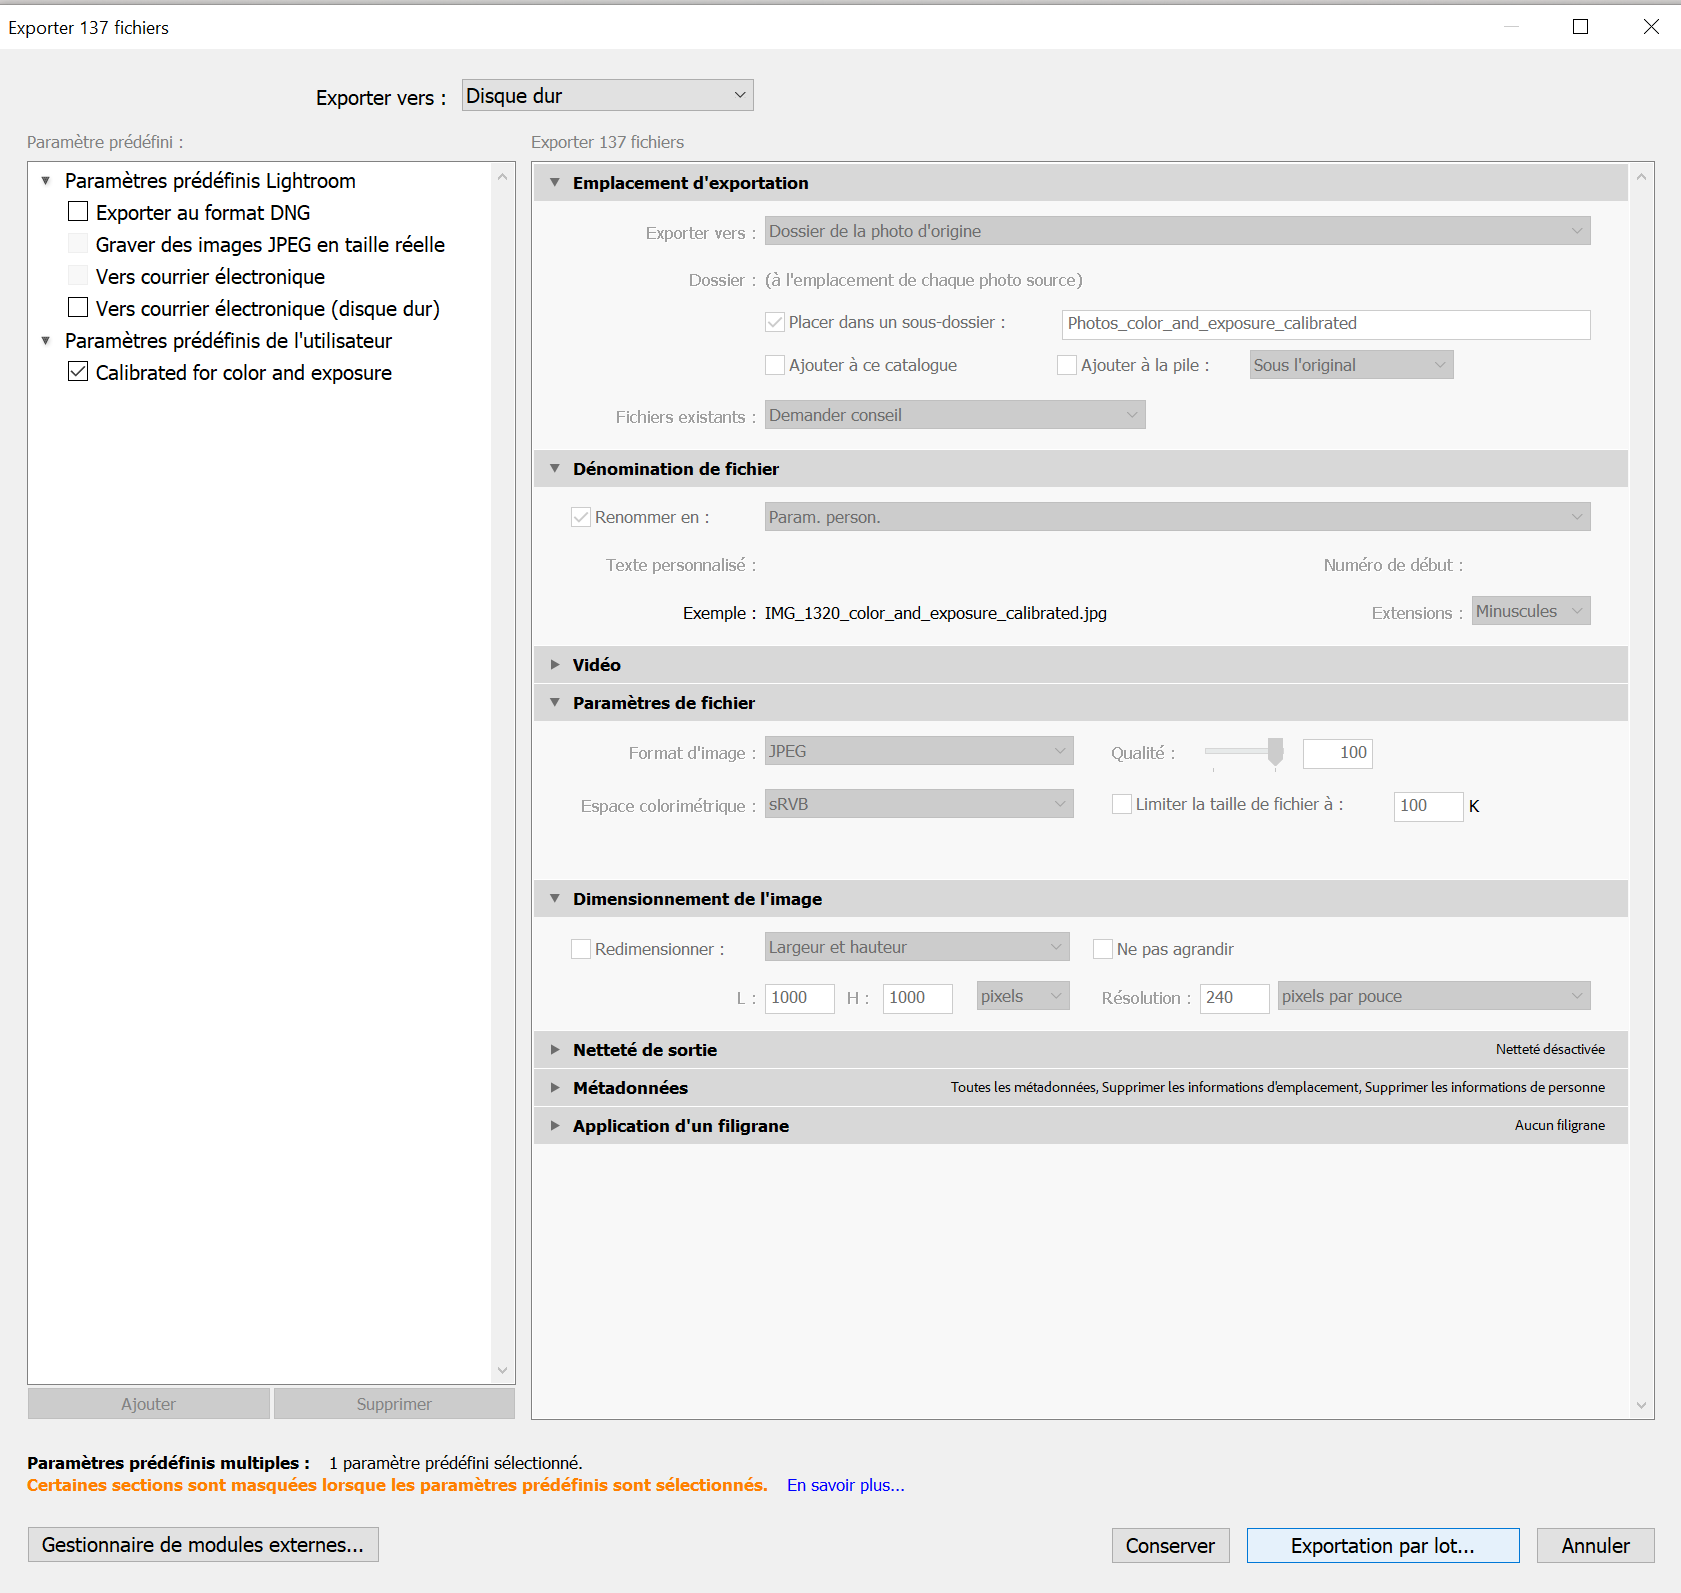 Exporter 137 fichiers
Exporter vers : Disque dur
Paramètre prédéfini :
Paramètres prédéfinis Lightroom
Exporter au format DNG
Graver des images JPEG en taille réelle
Vers courrier électronique
Vers courrier électronique (disque dur)
Paramètres prédéfinis de l'utilisateur
Calibrated for color and exposure
Ajouter Supprimer
Exporter 137 fichiers
Emplacement d'exportation
Exporter vers : Dossier de la photo d'origine
Dossier : (à l'emplacement de chaque photo source)
Placer dans un sous-dossier : Photos_color_and_exposure_calibrated
Ajouter à ce catalogue Ajouter à la pile : Sous l'original
Fichiers existants : Demander conseil
Dénomination de fichier
Renommer en : Param. person.
Texte personnalisé : Numéro de début :
Exemple : IMG_1320_color_and_exposure_calibrated.jpg Extensions : Minuscules
Vidéo
Paramètres de fichier
Format d'image : JPEG Qualité : 100
Espace colorimétrique : sRVB Limiter la taille de fichier à : 100 K
Dimensionnement de l'image
Redimensionner : Largeur et hauteur Ne pas agrandir
L : 1000 H : 1000 pixels Résolution : 240 pixels par pouce
Netteté de sortie Netteté désactivée
Métadonnées Toutes les métadonnées, Supprimer les informations d'emplacement, Supprimer les informations de personne
Application d'un filigrane Aucun filigrane
Paramètres prédéfinis multiples : 1 paramètre prédéfini sélectionné.
Certaines sections sont masquées lorsque les paramètres prédéfinis sont sélectionnés. En savoir plus...
Gestionnaire de modules externes... Conserver Exportation par lot... Annuler